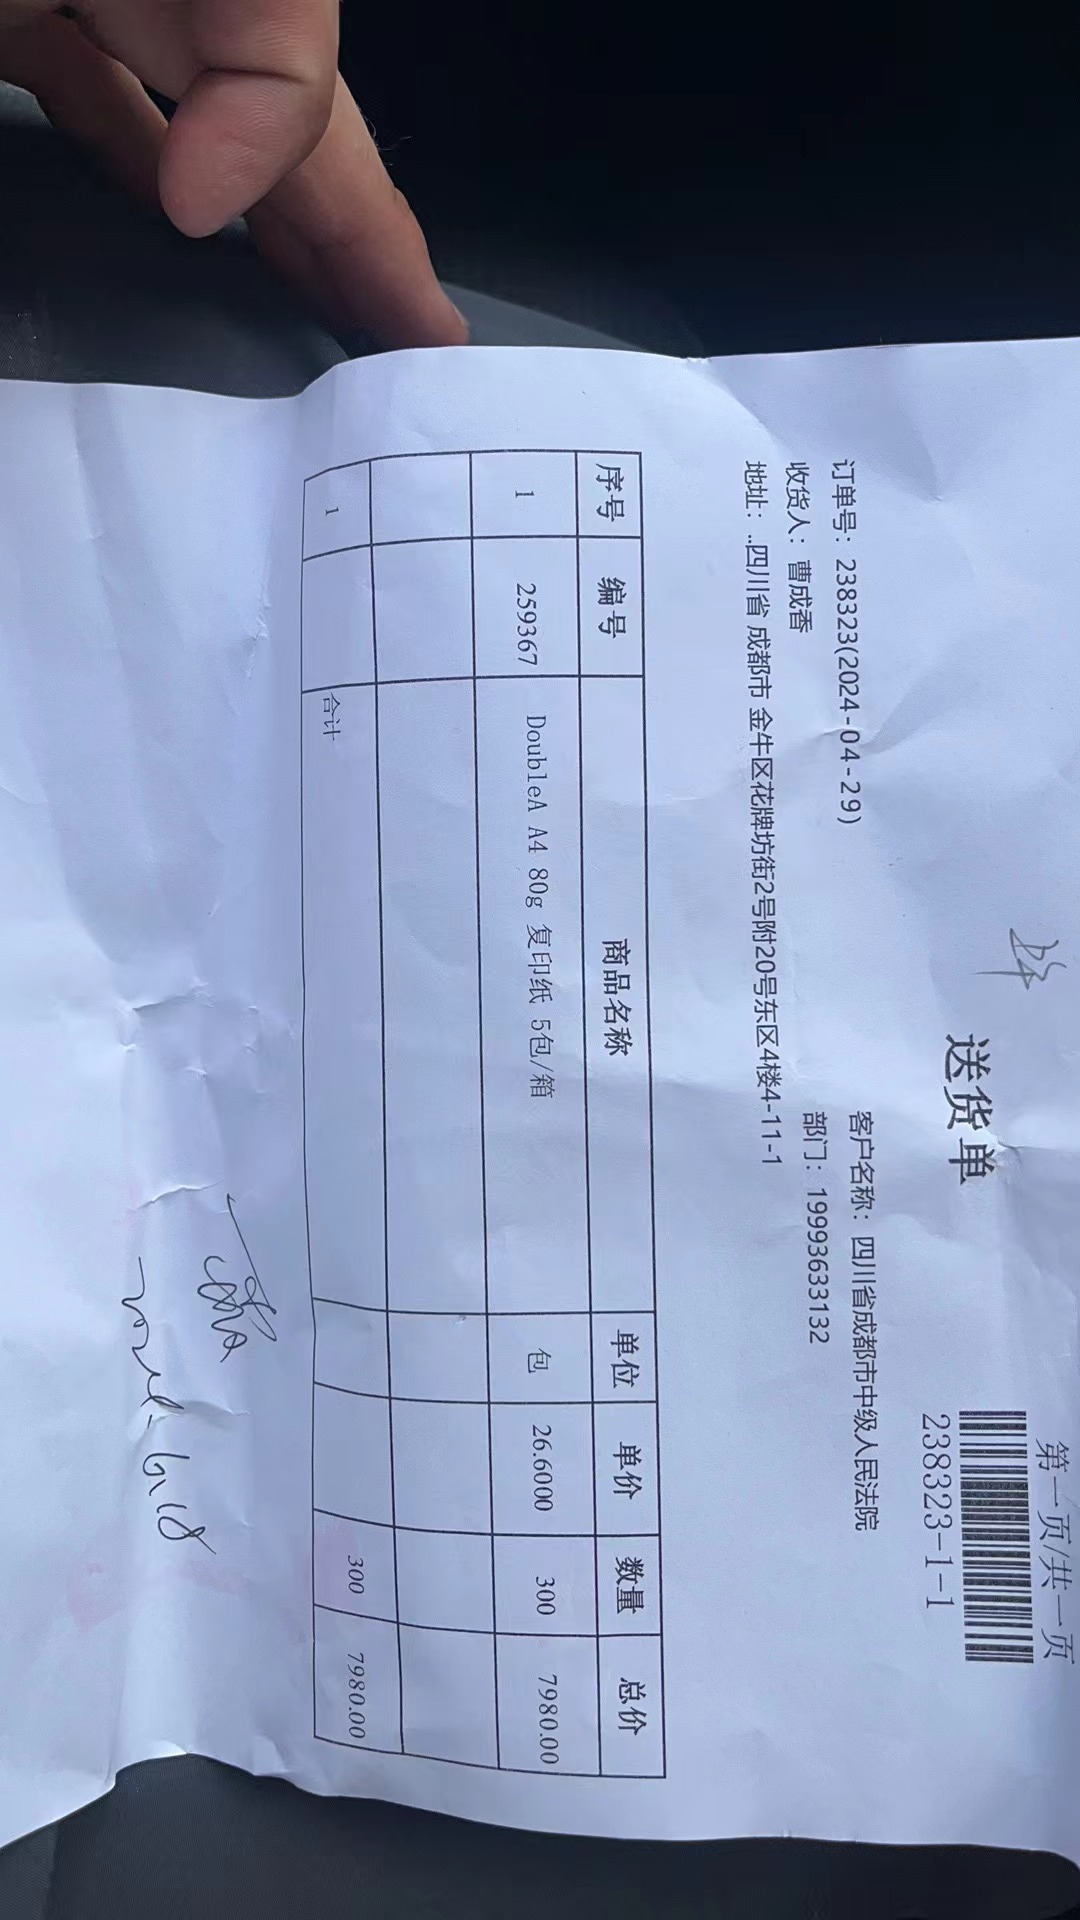 第一页/共一页
送货单
238323-1-1
订单号：238323(2024-04-29)
客户名称：四川省成都市中级人民法院
收货人：曹成香
部门：19993633132
地址：..四川省 成都市 金牛区花牌坊街2号附20号东区4楼4-11-1
序号 编号 商品名称 单位 单价 数量 总价
1 259367 DoubleA A4 80g 复印纸 5包/箱 包 26.6000 300 7980.00
1 合计 300 7980.00